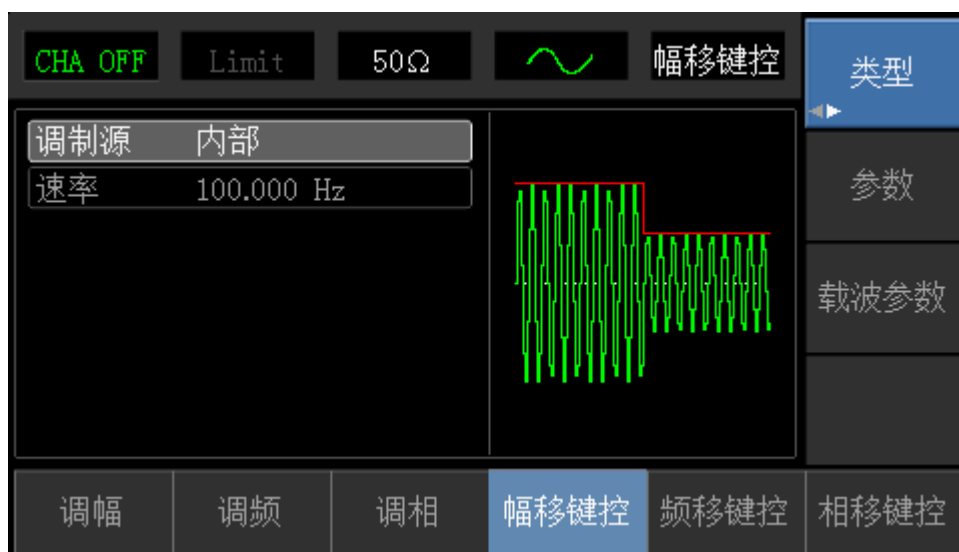 CHA OFF Limit 50Ω 幅移键控 类型
调制源 内部
速率 100.000 Hz
参数
载波参数
调幅 调频 调相 幅移键控 频移键控 相移键控